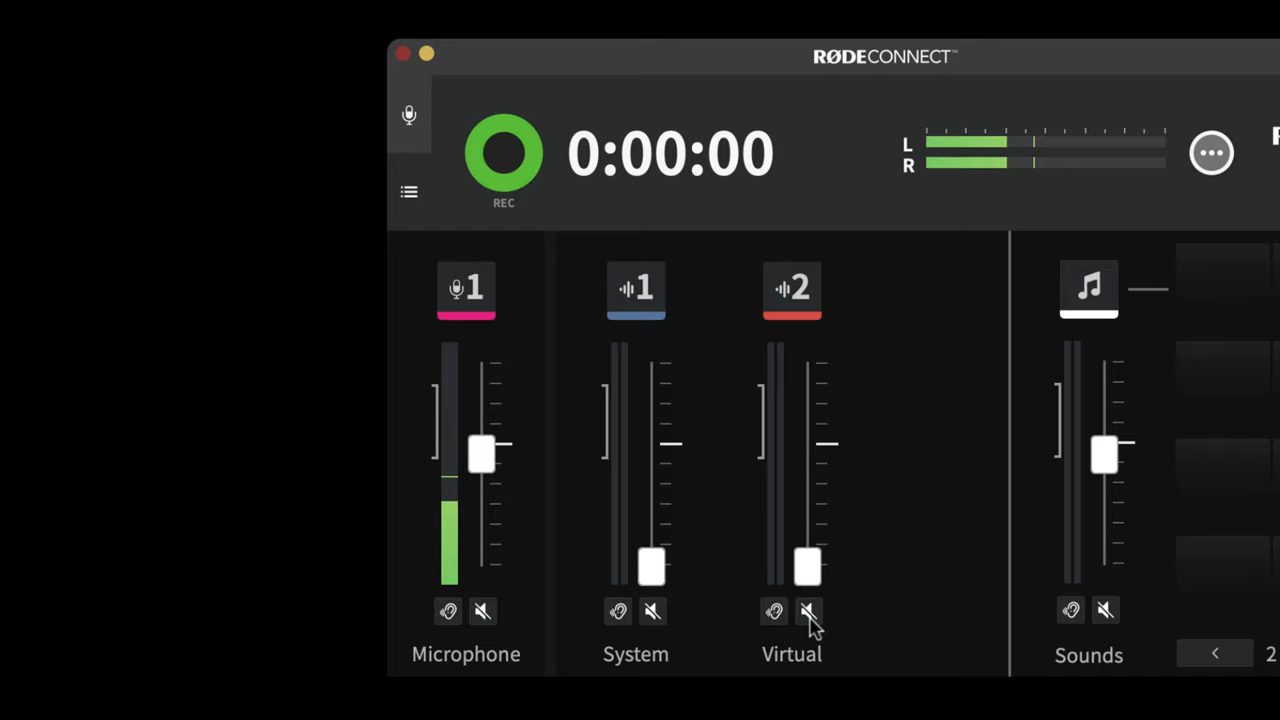 RØDECONNECT™
0:00:00
L
R
REC
1
1
2
Microphone
System
Virtual
Sounds
2